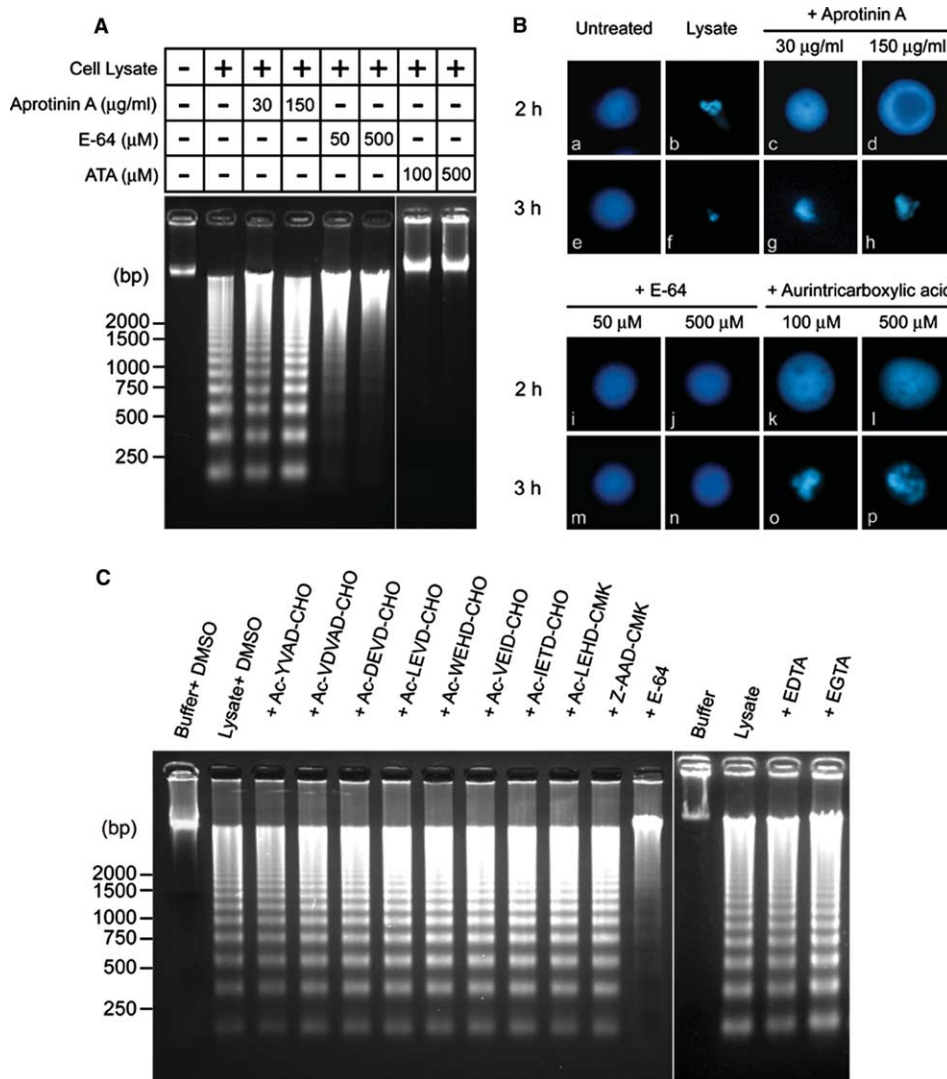 A
Cell Lysate - + + + + + + +
Aprotinin A (μg/ml) - - 30 150 - - - -
E-64 (μM) - - - - 50 500 - -
ATA (μM) - - - - - - 100 500
(bp)
2000
1500
1000
750
500
250
B
+ Aprotinin A
Untreated Lysate 30 μg/ml 150 μg/ml
2 h
a b c d
3 h
e f g h
+ E-64 + Aurintricarboxylic acid
50 μM 500 μM 100 μM 500 μM
2 h
i j k l
3 h
m n o p
C
Buffer+ DMSO
Lysate+ DMSO
+ Ac-YVAD-CHO
+ Ac-VDVAD-CHO
+ Ac-DEVD-CHO
+ Ac-LEVD-CHO
+ Ac-WEHD-CHO
+ Ac-VEID-CHO
+ Ac-IETD-CHO
+ Ac-LEHD-CMK
+ Z-AAD-CMK
+ E-64
Buffer
Lysate
+ EDTA
+ EGTA
(bp)
2000
1500
1000
750
500
250